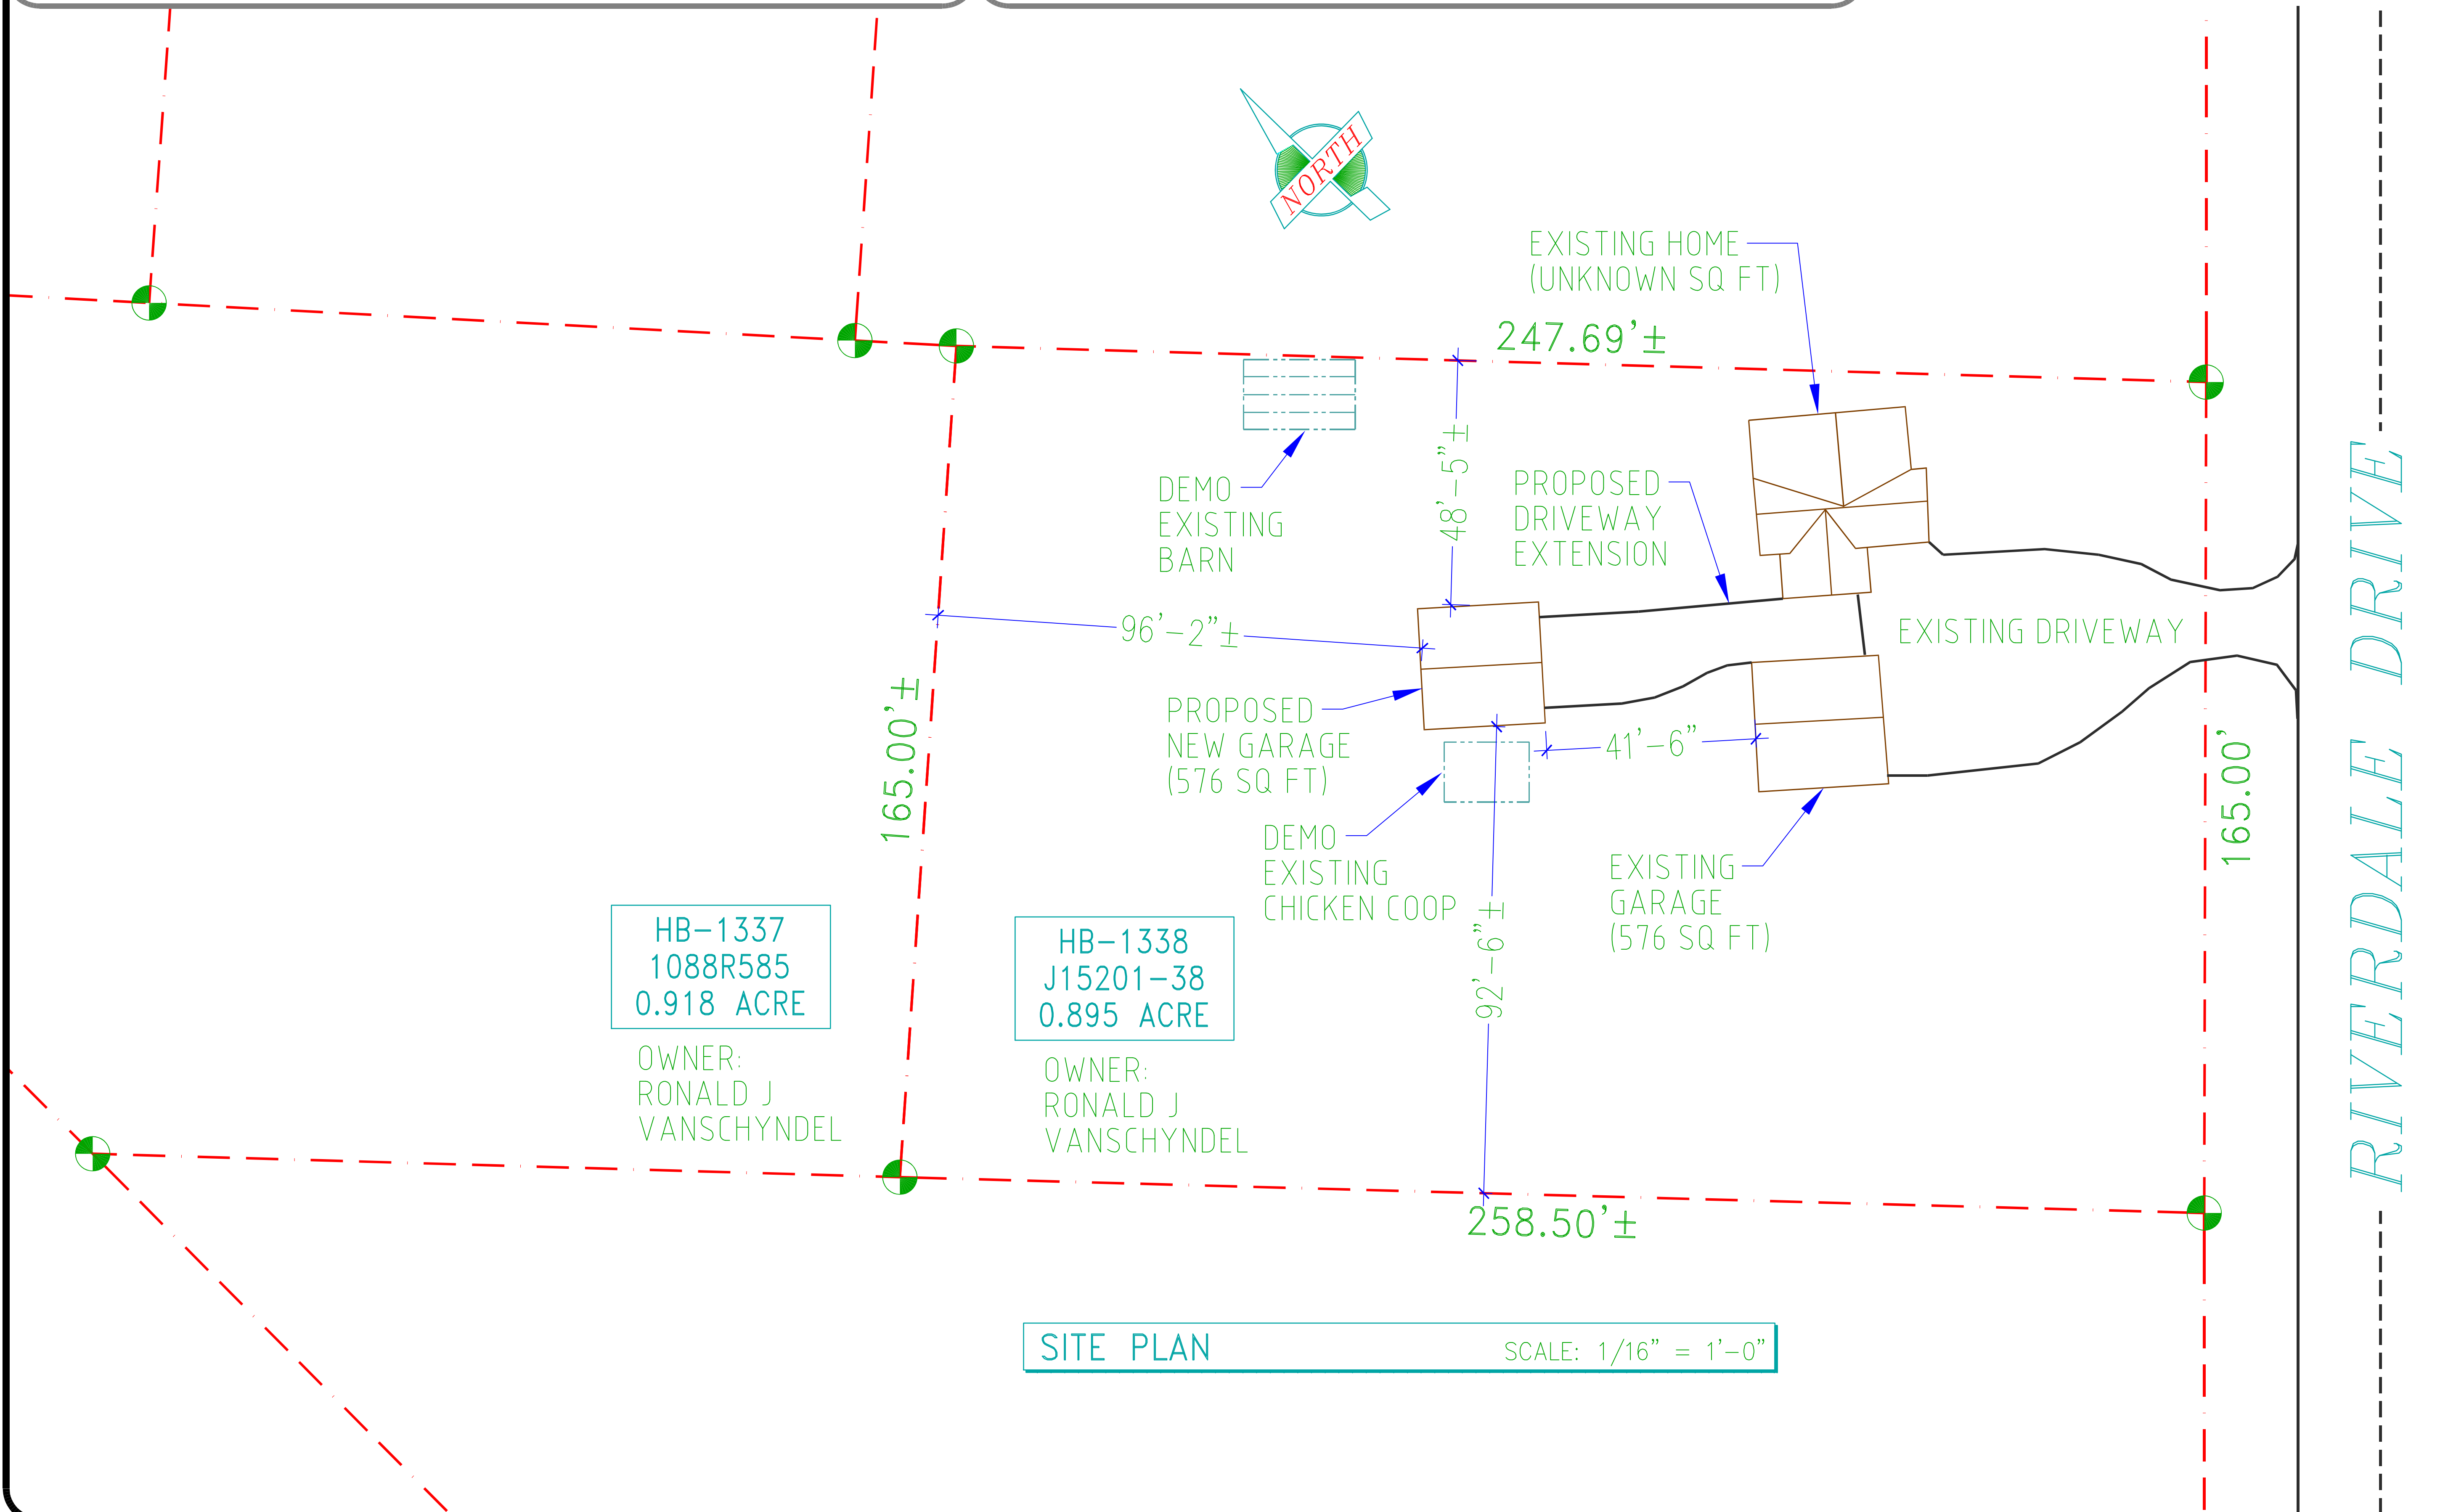 NORTH
EXISTING HOME
(UNKNOWN SQ FT)
247.69'±
48'-5"±
DEMO
EXISTING
BARN
PROPOSED
DRIVEWAY
EXTENSION
96'-2"±
EXISTING DRIVEWAY
RIVERDALE DRIVE
165.00'±
PROPOSED
NEW GARAGE
(576 SQ FT)
41'-6"
165.00'
DEMO
EXISTING
CHICKEN COOP
EXISTING
GARAGE
(576 SQ FT)
92'-6"±
HB-1337
1088R585
0.918 ACRE
OWNER:
RONALD J
VANSCHYNDEL
HB-1338
J15201-38
0.895 ACRE
OWNER:
RONALD J
VANSCHYNDEL
258.50'±
SITE PLAN
SCALE: 1/16" = 1'-0"